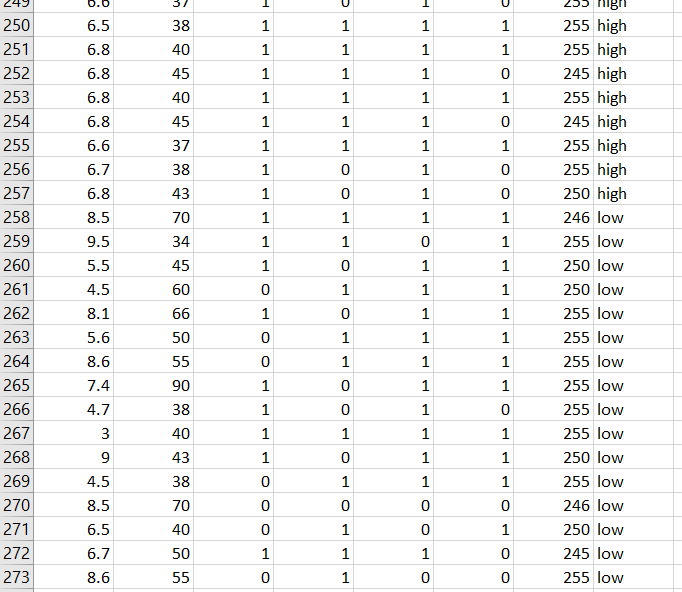 249 6.6 37 1 0 1 0 255 high
250 6.5 38 1 1 1 1 255 high
251 6.8 40 1 1 1 1 255 high
252 6.8 45 1 1 1 0 245 high
253 6.8 40 1 1 1 1 255 high
254 6.8 45 1 1 1 0 245 high
255 6.6 37 1 1 1 1 255 high
256 6.7 38 1 0 1 0 255 high
257 6.8 43 1 0 1 0 250 high
258 8.5 70 1 1 1 1 246 low
259 9.5 34 1 1 0 1 255 low
260 5.5 45 1 0 1 1 250 low
261 4.5 60 0 1 1 1 250 low
262 8.1 66 1 0 1 1 255 low
263 5.6 50 0 1 1 1 255 low
264 8.6 55 0 1 1 1 255 low
265 7.4 90 1 0 1 1 255 low
266 4.7 38 1 0 1 0 255 low
267 3 40 1 1 1 1 255 low
268 9 43 1 0 1 1 250 low
269 4.5 38 0 1 1 1 255 low
270 8.5 70 0 0 0 0 246 low
271 6.5 40 0 1 0 1 250 low
272 6.7 50 1 1 1 0 245 low
273 8.6 55 0 1 0 0 255 low